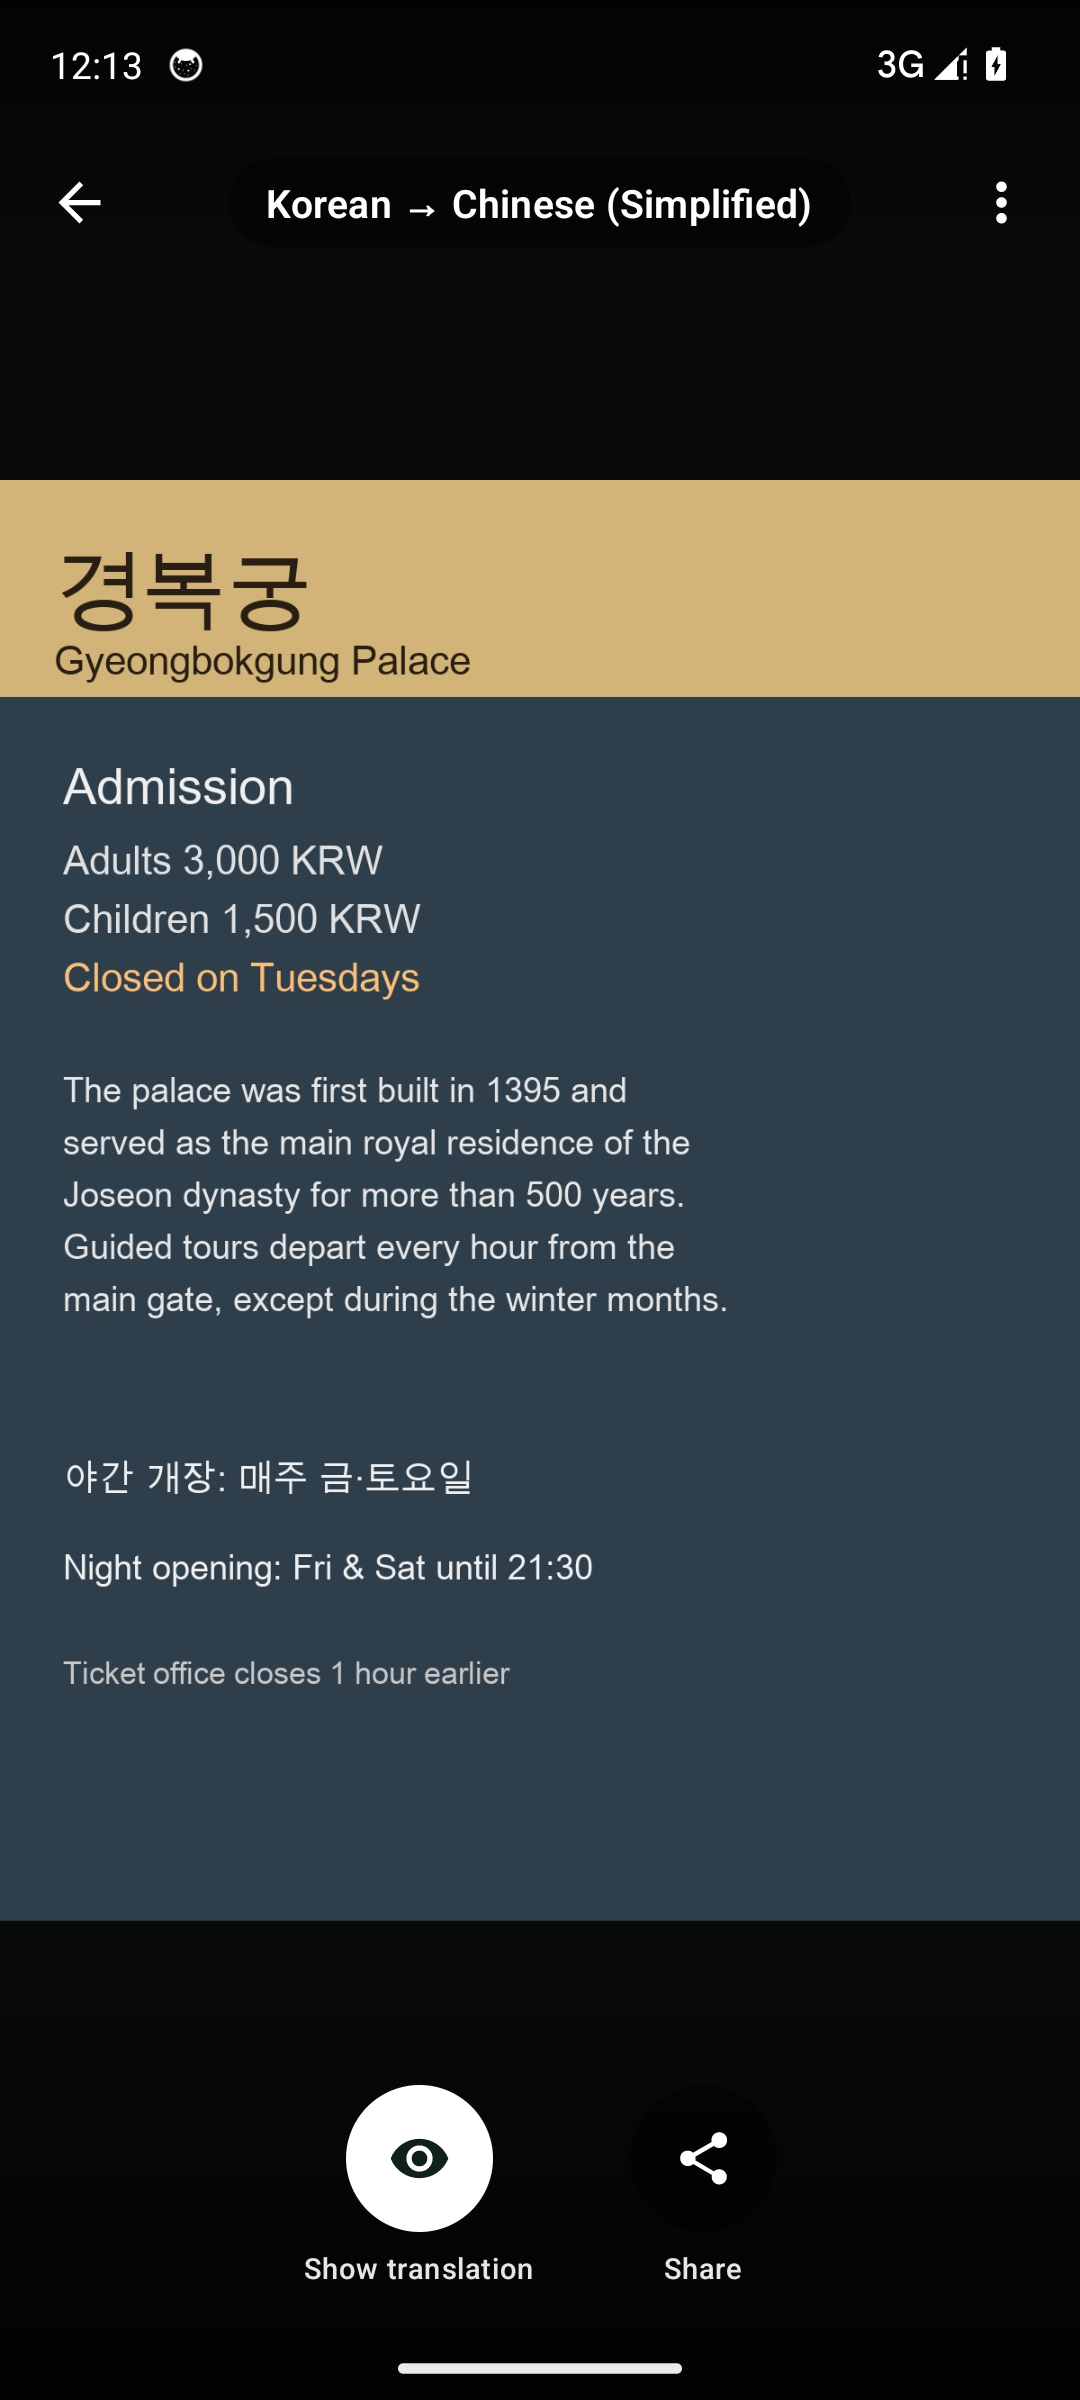 12:13
3G
Korean → Chinese (Simplified)
경복궁
Gyeongbokgung Palace
Admission
Adults 3,000 KRW
Children 1,500 KRW
Closed on Tuesdays
The palace was first built in 1395 and
served as the main royal residence of the
Joseon dynasty for more than 500 years.
Guided tours depart every hour from the
main gate, except during the winter months.
야간 개장: 매주 금·토요일
Night opening: Fri & Sat until 21:30
Ticket office closes 1 hour earlier
Show translation
Share